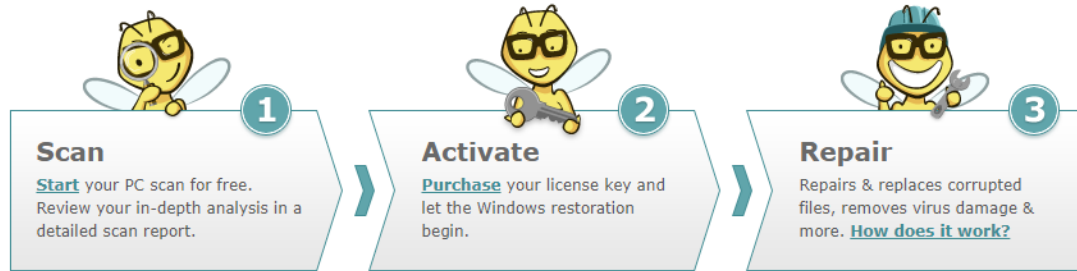 1
Scan
Start your PC scan for free.
Review your in-depth analysis in a
detailed scan report.
2
Activate
Purchase your license key and
let the Windows restoration
begin.
3
Repair
Repairs & replaces corrupted
files, removes virus damage &
more. How does it work?